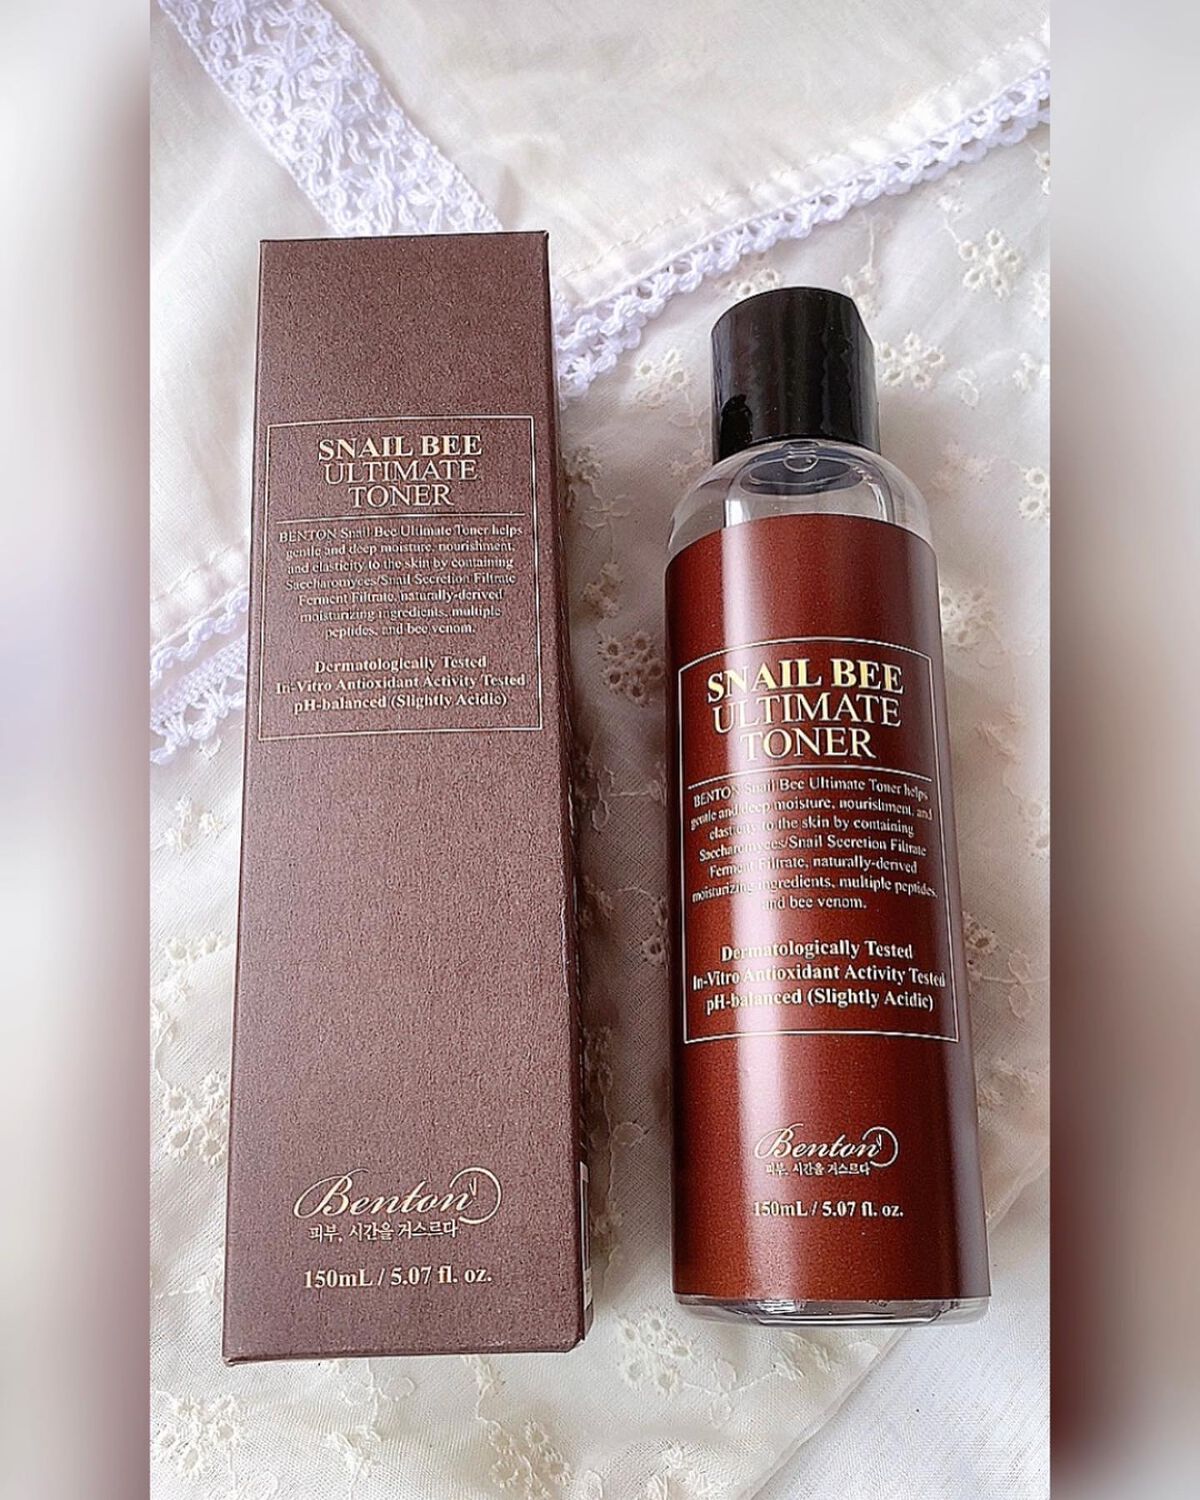 SNAIL BEE
ULTIMATE
TONER
BENTON Snail Bee Ultimate Toner helps
gentle and deep moisture, nourishment,
and elasticity to the skin by containing
Saccharomyces/Snail Secretion Filtrate
Ferment Filtrate, naturally-derived
moisturizing ingredients, multiple
peptides, and bee venom.
Dermatologically Tested
In-Vitro Antioxidant Activity Tested
pH-balanced (Slightly Acidic)
Benton
피부, 시간을 거스르다
150mL / 5.07 fl. oz.
SNAIL BEE
ULTIMATE
TONER
BENTON Snail Bee Ultimate Toner helps
gentle and deep moisture, nourishment, and
elasticity to the skin by containing
Saccharomyces/Snail Secretion Filtrate
Ferment Filtrate, naturally-derived
moisturizing ingredients, multiple peptides,
and bee venom.
Dermatologically Tested
In-Vitro Antioxidant Activity Tested
pH-balanced (Slightly Acidic)
Benton
피부, 시간을 거스르다
150mL / 5.07 fl. oz.